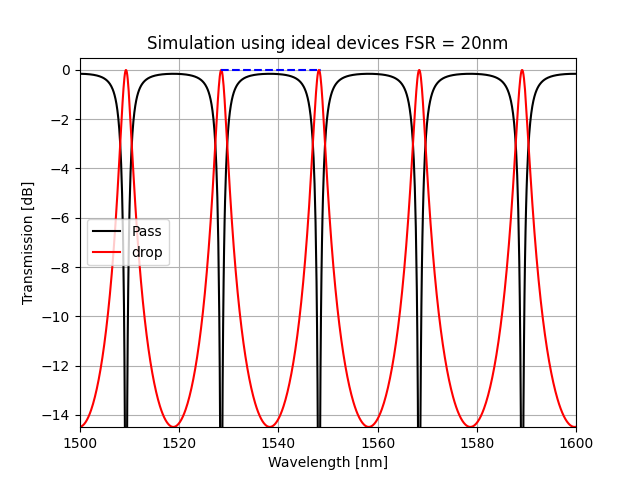 Simulation using ideal devices FSR = 20nm
Transmission [dB]
0
−2
−4
−6
−8
−10
−12
−14
Pass
drop
1500 1520 1540 1560 1580 1600
Wavelength [nm]